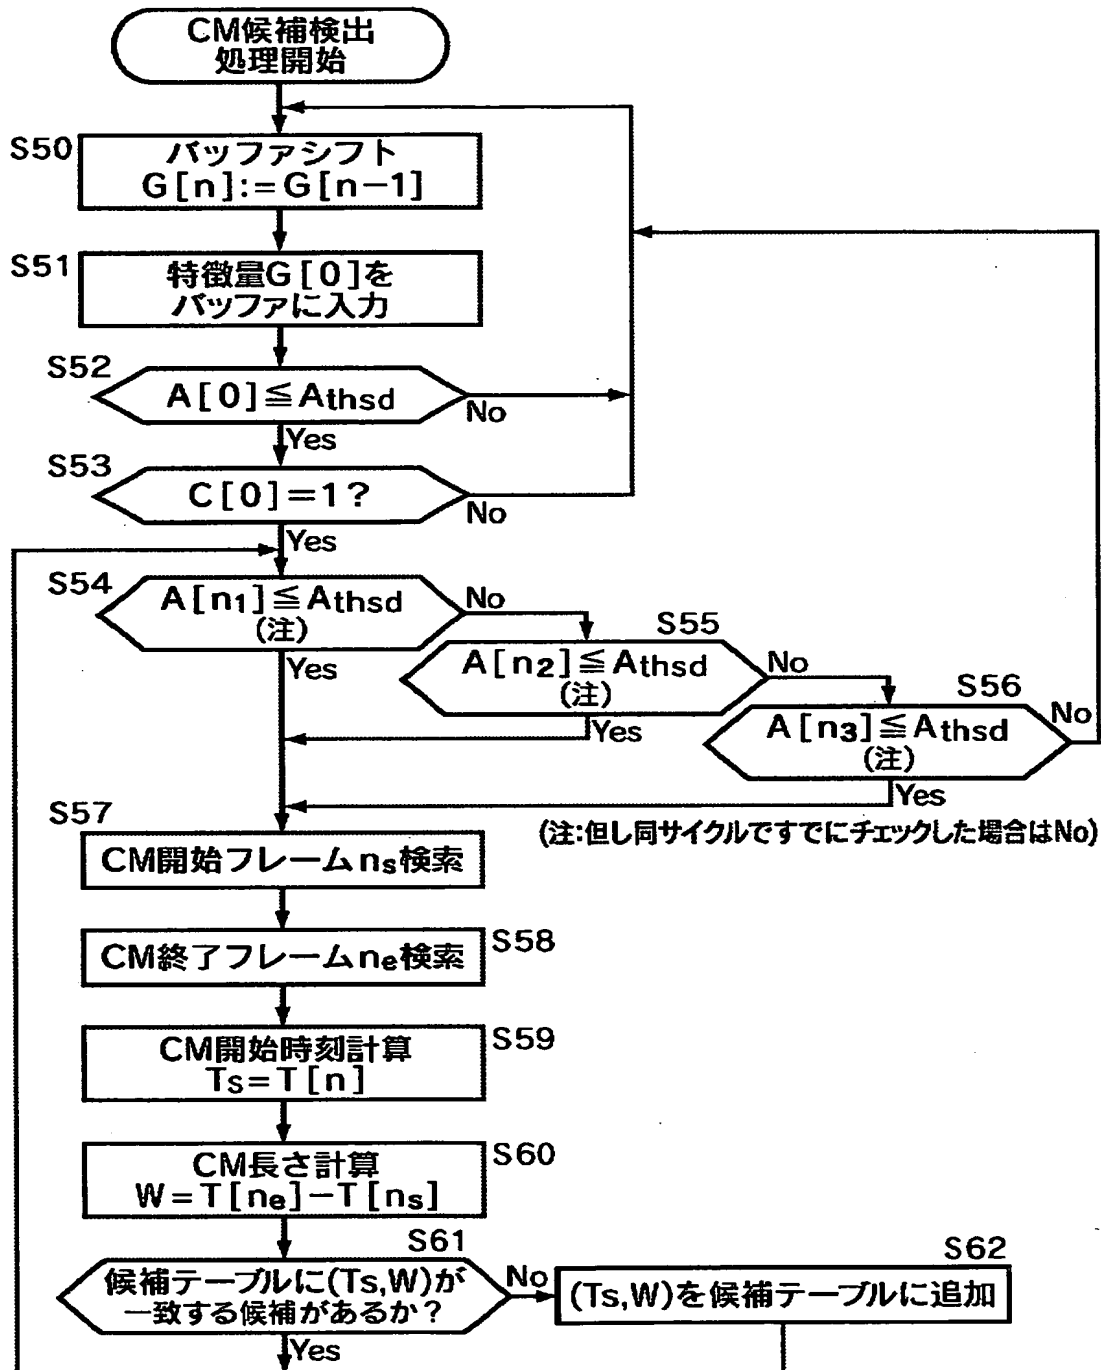 CM候補検出
処理開始
S50
バッファシフト
G[n]:=G[n-1]
S51
特徴量G[0]を
バッファに入力
S52
A[0]≦Athsd
No
Yes
S53
C[0]=1?
No
Yes
S54
A[n1]≦Athsd
(注)
No
Yes
S55
A[n2]≦Athsd
(注)
No
Yes
S56
A[n3]≦Athsd
(注)
No
Yes
(注:但し同サイクルですでにチェックした場合はNo)
S57
CM開始フレームns検索
S58
CM終了フレームne検索
S59
CM開始時刻計算
Ts=T[n]
S60
CM長さ計算
W=T[ne]-T[ns]
S61
候補テーブルに(Ts,W)が
一致する候補があるか?
No
Yes
S62
(Ts,W)を候補テーブルに追加